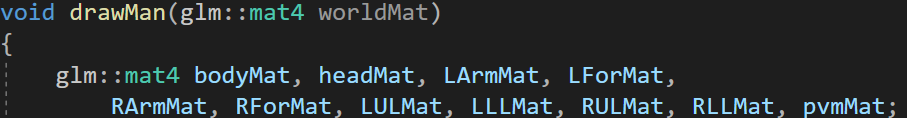 void drawMan(glm::mat4 worldMat)
{
glm::mat4 bodyMat, headMat, LArmMat, LForMat,
RArmMat, RForMat, LULMat, LLLMat, RULMat, RLLMat, pvmMat;